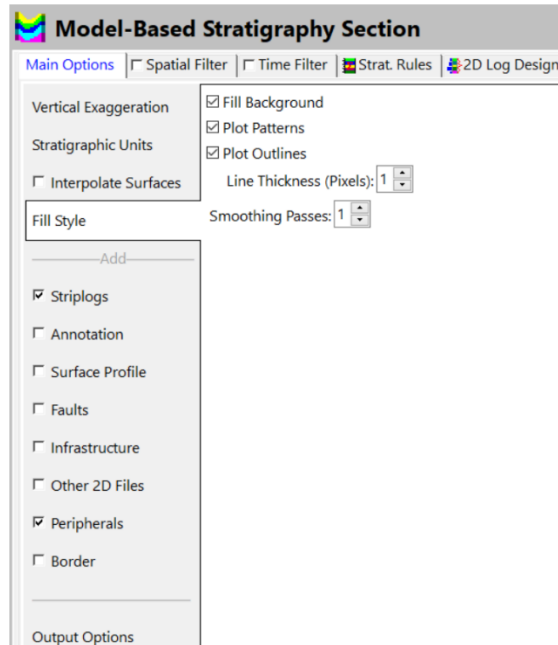 Model-Based Stratigraphy Section
Main Options Spatial Filter Time Filter Strat. Rules 2D Log Design
Vertical Exaggeration
Stratigraphic Units
Interpolate Surfaces
Fill Style
Add
Striplogs
Annotation
Surface Profile
Faults
Infrastructure
Other 2D Files
Peripherals
Border
Output Options
Fill Background
Plot Patterns
Plot Outlines
Line Thickness (Pixels): 1
Smoothing Passes: 1